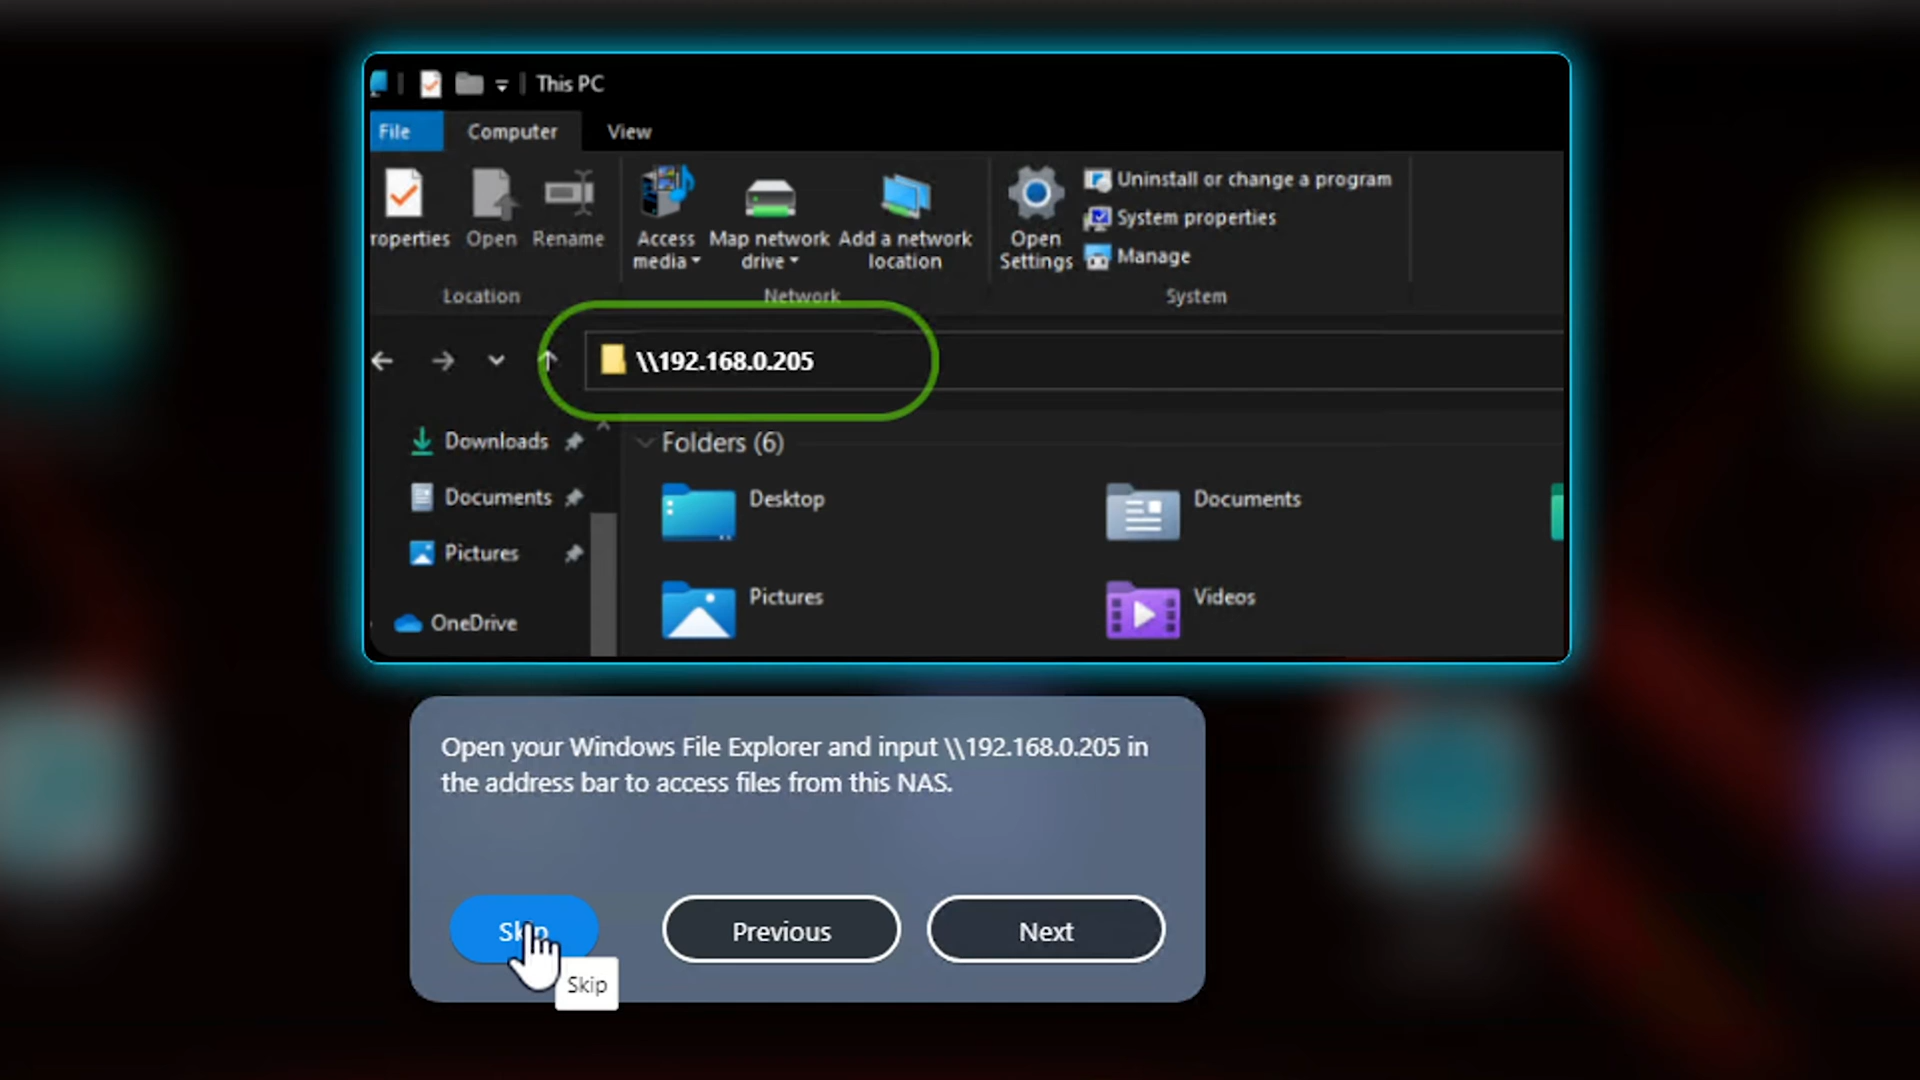 This PC
File Computer View
roperties Open Rename
Access media
Map network drive
Add a network location
Open Settings
Uninstall or change a program
System properties
Manage
Location Network System
\\192.168.0.205
Downloads
Documents
Pictures
OneDrive
Folders (6)
Desktop Documents
Pictures Videos
Open your Windows File Explorer and input \\192.168.0.205 in
the address bar to access files from this NAS.
Skip Previous Next
Skip